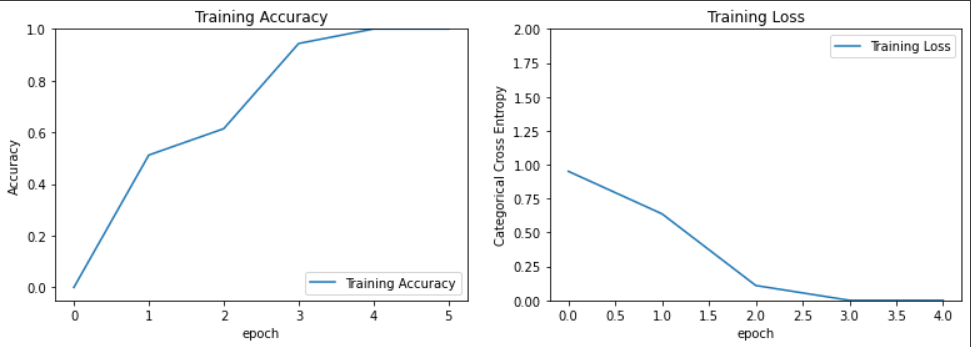 Training Accuracy
1.0
0.8
0.6
0.4
0.2
0.0
Accuracy
Training Accuracy
0 1 2 3 4 5
epoch
Training Loss
2.00
1.75
1.50
1.25
1.00
0.75
0.50
0.25
0.00
Categorical Cross Entropy
Training Loss
0.0 0.5 1.0 1.5 2.0 2.5 3.0 3.5 4.0
epoch